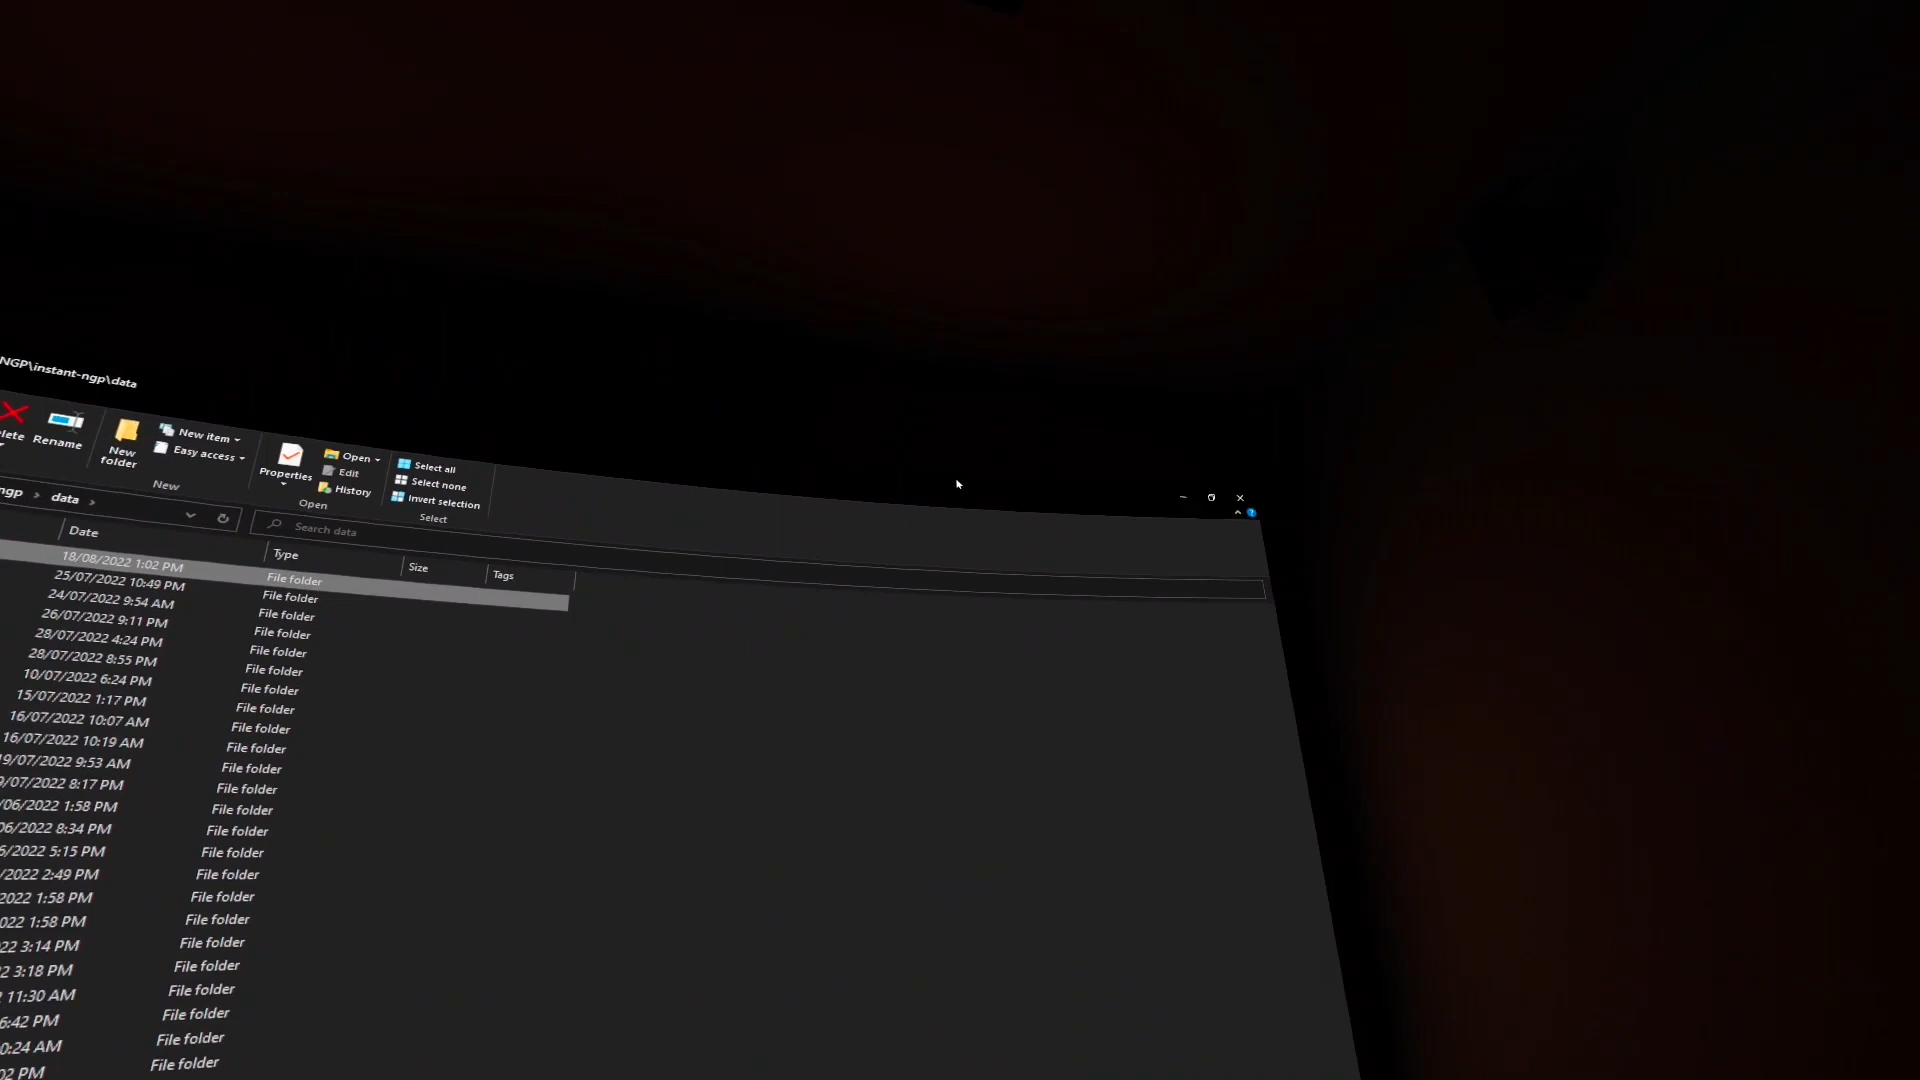 NGP\instant-ngp\data
Rename
New folder
New item
Easy access
New
Properties
Open
Edit
History
Open
Select all
Select none
Invert selection
Select
data
Search data
Date Type Size Tags
18/08/2022 1:02 PM File folder
25/07/2022 10:49 PM File folder
24/07/2022 9:54 AM File folder
26/07/2022 9:11 PM File folder
28/07/2022 4:24 PM File folder
28/07/2022 8:55 PM File folder
10/07/2022 6:24 PM File folder
15/07/2022 1:17 PM File folder
16/07/2022 10:07 AM File folder
16/07/2022 10:19 AM File folder
19/07/2022 9:53 AM File folder
9/07/2022 8:17 PM File folder
/06/2022 1:58 PM File folder
06/2022 8:34 PM File folder
6/2022 5:15 PM File folder
/2022 2:49 PM File folder
2022 1:58 PM File folder
022 1:58 PM File folder
22 3:14 PM File folder
2 3:18 PM File folder
11:30 AM File folder
6:42 PM File folder
0:24 AM File folder
02 PM File folder